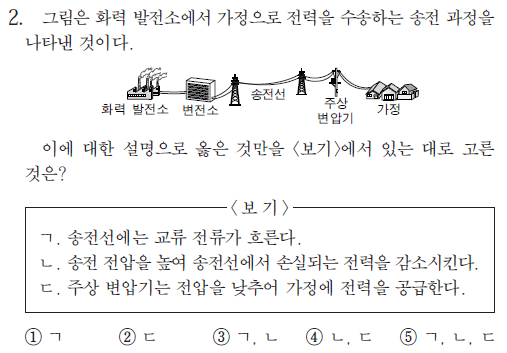 2. 그림은 화력 발전소에서 가정으로 전력을 수송하는 송전 과정을
나타낸 것이다.
화력 발전소 변전소 송전선 주상 변압기 가정
이에 대한 설명으로 옳은 것만을 <보기>에서 있는 대로 고른
것은?
<보 기>
ㄱ. 송전선에는 교류 전류가 흐른다.
ㄴ. 송전 전압을 높여 송전선에서 손실되는 전력을 감소시킨다.
ㄷ. 주상 변압기는 전압을 낮추어 가정에 전력을 공급한다.
① ㄱ ② ㄷ ③ ㄱ, ㄴ ④ ㄴ, ㄷ ⑤ ㄱ, ㄴ, ㄷ